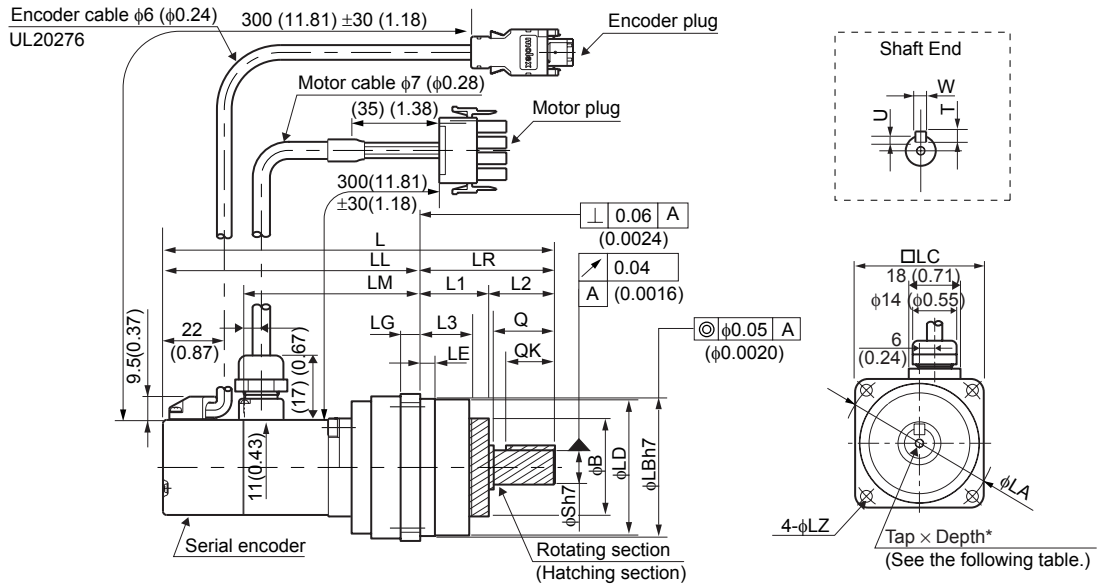 Encoder cable ϕ6 (ϕ0.24)
UL20276
300 (11.81) ±30 (1.18)
Encoder plug
molex
Motor cable ϕ7 (ϕ0.28)
(35) (1.38)
Motor plug
300(11.81)
±30(1.18)
Shaft End
W
U
T
⊥ 0.06 A
(0.0024)
↗ 0.04
A (0.0016)
◎ ϕ0.05 A
(ϕ0.0020)
L
LL
LR
LM
L1
L2
LG
L3
Q
LE
QK
22
(0.87)
9.5(0.37)
(17) (0.67)
11(0.43)
ϕSh7
ϕB
ϕLD
ϕLBh7
Serial encoder
Rotating section
(Hatching section)
□LC
18 (0.71)
ϕ14 (ϕ0.55)
6
(0.24)
ϕLA
4-ϕLZ
Tap × Depth*
(See the following table.)